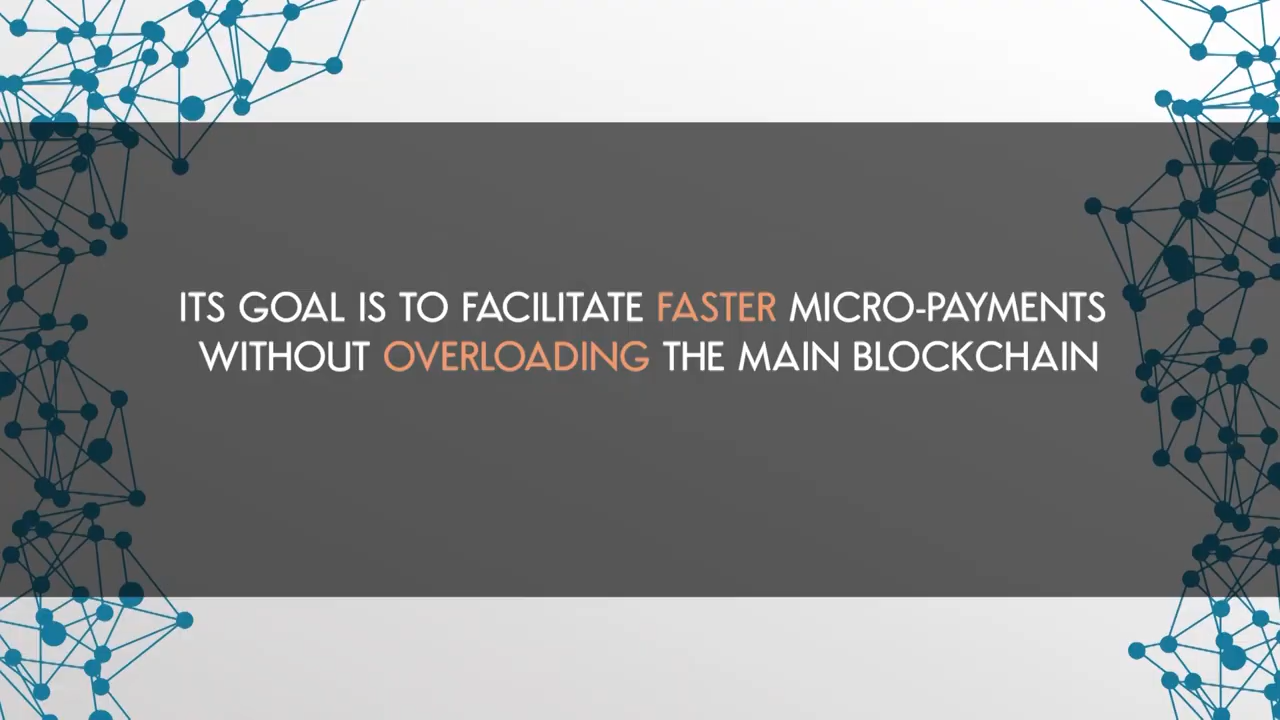 ITS GOAL IS TO FACILITATE FASTER MICRO-PAYMENTS
WITHOUT OVERLOADING THE MAIN BLOCKCHAIN